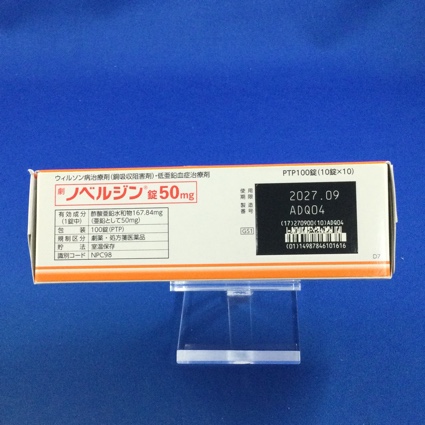 ウィルソン病治療剤(銅吸収阻害剤)・低亜鉛血症治療剤
PTP100錠(10錠×10)
劇 ノベルジン®錠50mg
有効成分(1錠中) 酢酸亜鉛水和物167.84mg(亜鉛として50mg)
包装 100錠(PTP)
規制区分 劇薬・処方箋医薬品
貯法 室温保存
識別コード NPC98
使用期限 2027.09
製造番号 ADQ04
GS1
(17)270900(10)ADQ04
(01)14987846101616
07